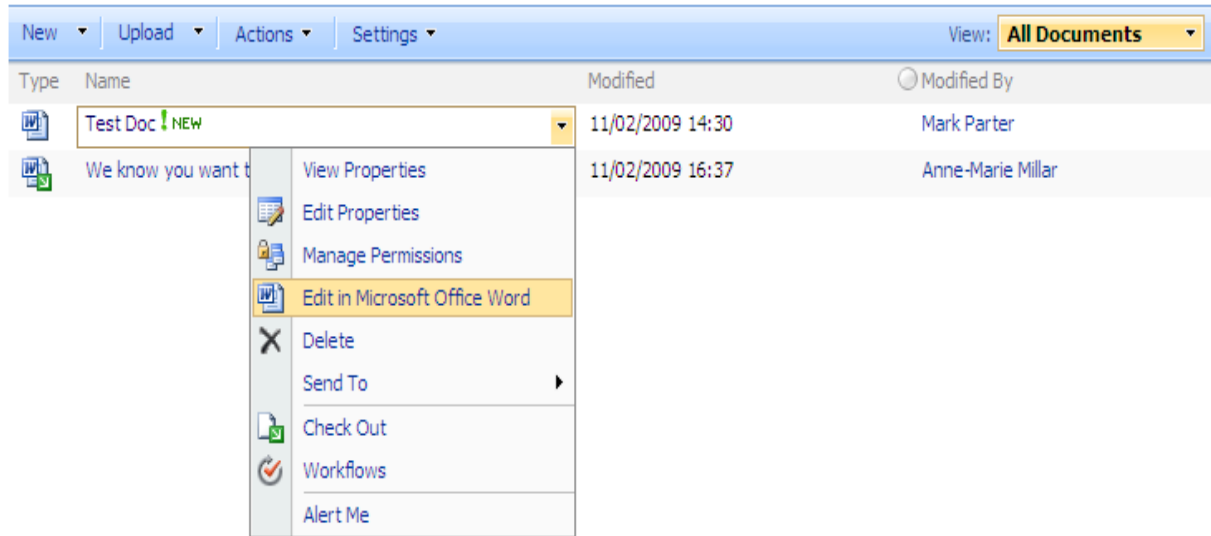 New Upload Actions Settings View: All Documents
Type Name Modified Modified By
Test Doc ! NEW 11/02/2009 14:30 Mark Parter
We know you want t 11/02/2009 16:37 Anne-Marie Millar
View Properties
Edit Properties
Manage Permissions
Edit in Microsoft Office Word
Delete
Send To
Check Out
Workflows
Alert Me